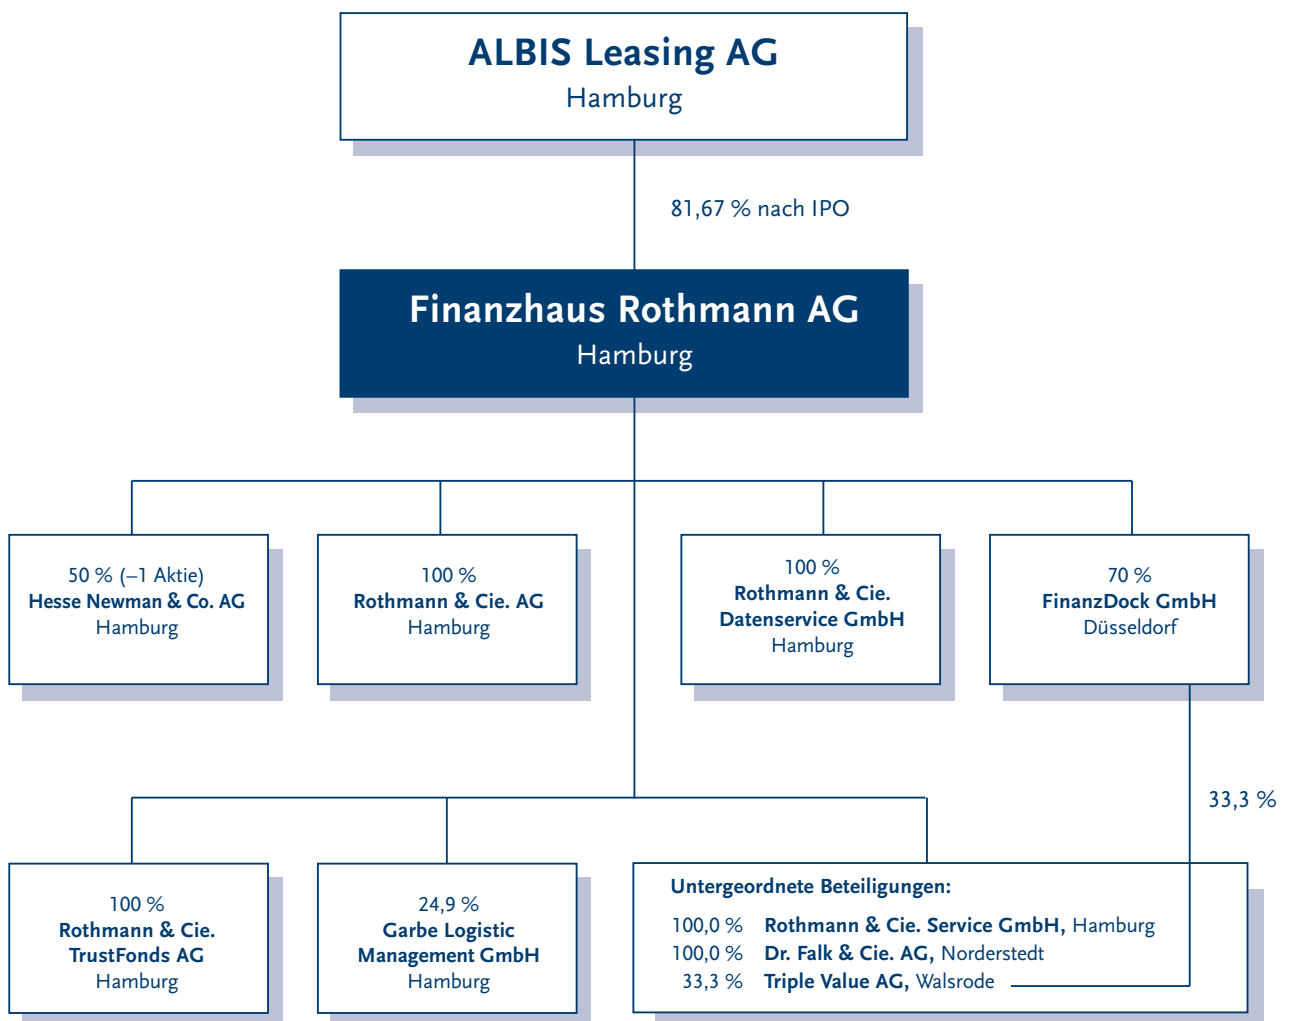 ALBIS Leasing AG
Hamburg
81,67 % nach IPO
Finanzhaus Rothmann AG
Hamburg
50 % (–1 Aktie)
Hesse Newman & Co. AG
Hamburg
100 %
Rothmann & Cie. AG
Hamburg
100 %
Rothmann & Cie.
Datenservice GmbH
Hamburg
70 %
FinanzDock GmbH
Düsseldorf
33,3 %
100 %
Rothmann & Cie.
TrustFonds AG
Hamburg
24,9 %
Garbe Logistic
Management GmbH
Hamburg
Untergeordnete Beteiligungen:
100,0 % Rothmann & Cie. Service GmbH, Hamburg
100,0 % Dr. Falk & Cie. AG, Norderstedt
33,3 % Triple Value AG, Walsrode